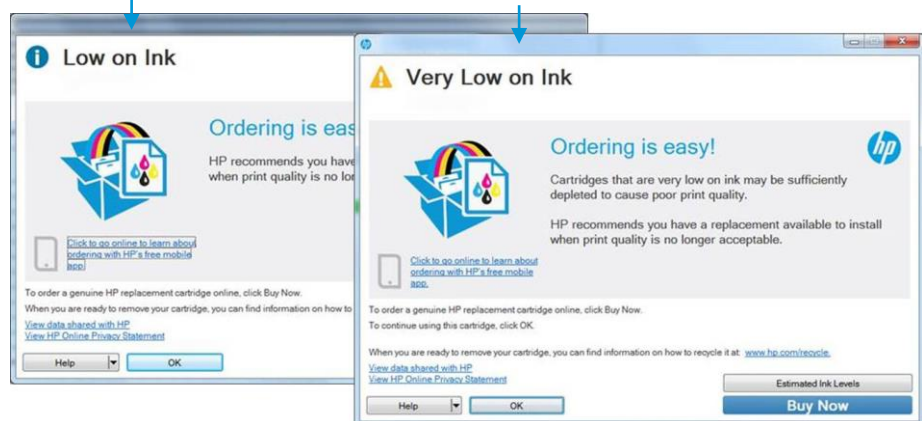 Low on Ink
Ordering is eas
HP recommends you have
when print quality is no lon
Click to go online to learn about
ordering with HP's free mobile
app.
To order a genuine HP replacement cartridge online, click Buy Now.
When you are ready to remove your cartridge, you can find information on how to
View data shared with HP
View HP Online Privacy Statement
Help
OK
hp
Very Low on Ink
Ordering is easy!
hp
Cartridges that are very low on ink may be sufficiently
depleted to cause poor print quality.
HP recommends you have a replacement available to install
when print quality is no longer acceptable.
Click to go online to learn about
ordering with HP's free mobile
app.
To order a genuine HP replacement cartridge online, click Buy Now.
To continue using this cartridge, click OK.
When you are ready to remove your cartridge, you can find information on how to recycle it at: www.hp.com/recycle.
View data shared with HP
View HP Online Privacy Statement
Estimated Ink Levels
Help
OK
Buy Now